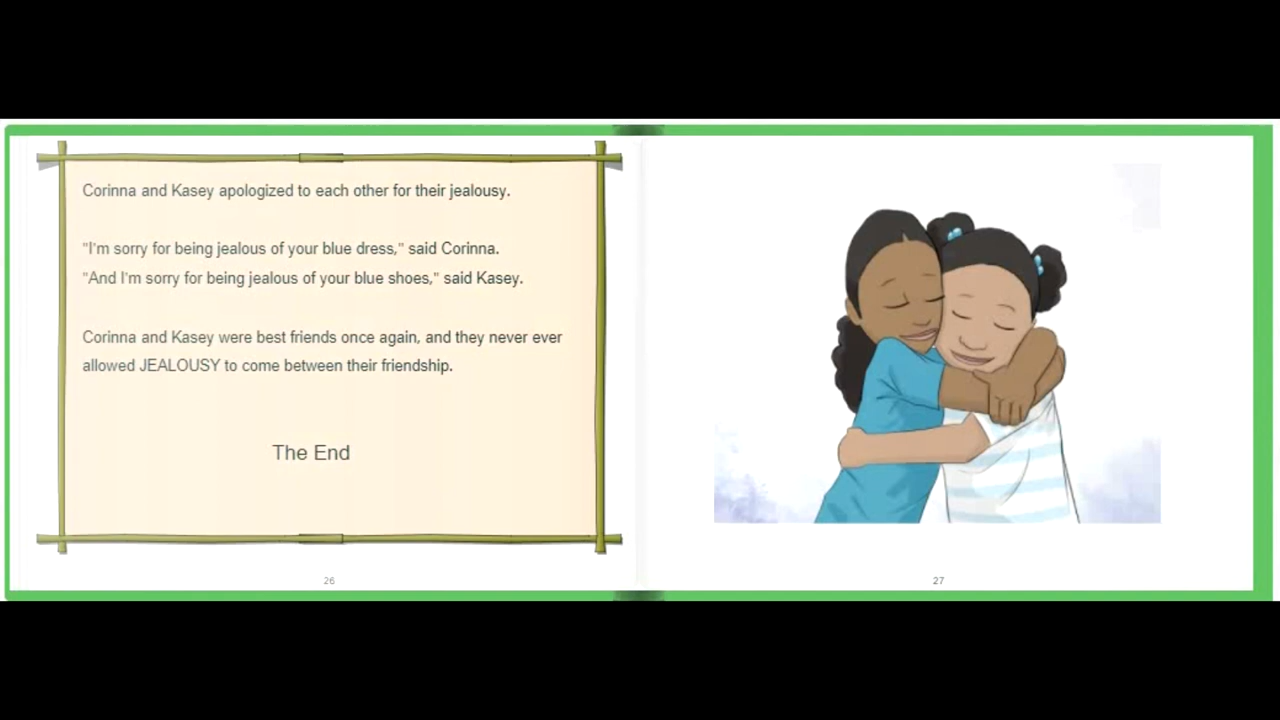 Corinna and Kasey apologized to each other for their jealousy.
"I'm sorry for being jealous of your blue dress," said Corinna.
"And I'm sorry for being jealous of your blue shoes," said Kasey.
Corinna and Kasey were best friends once again, and they never ever
allowed JEALOUSY to come between their friendship.
The End
26
27